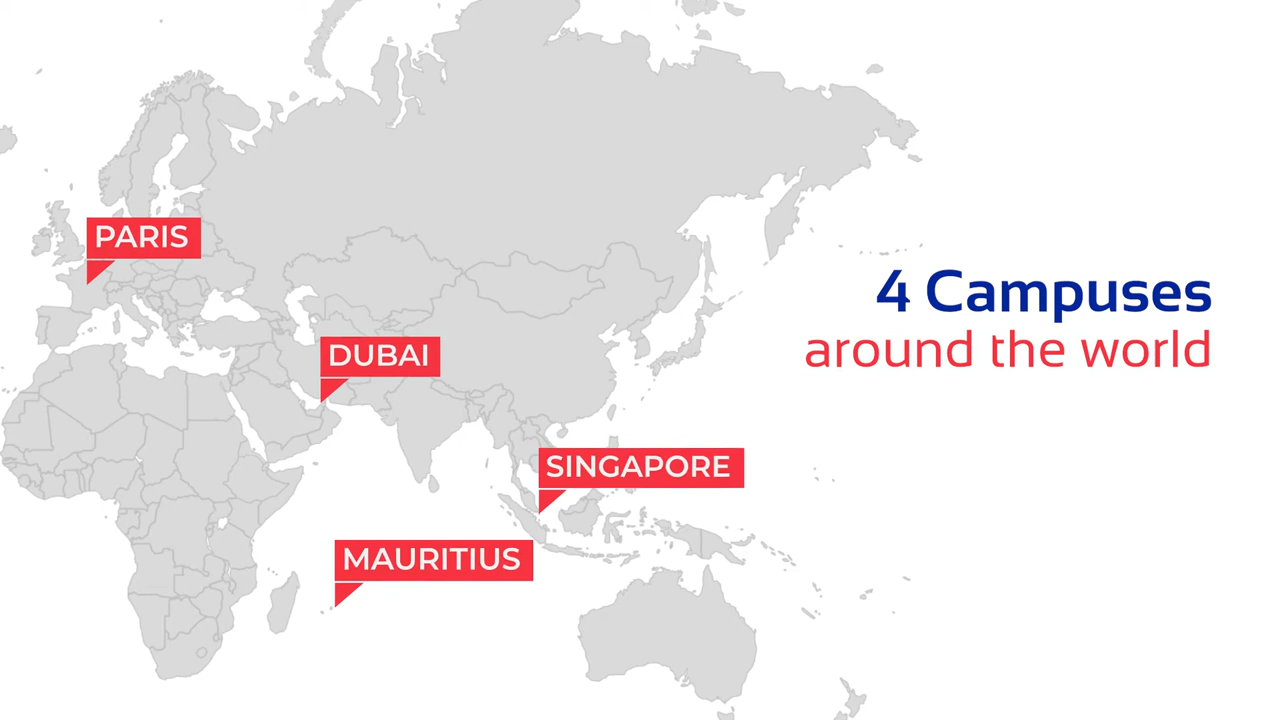 PARIS
DUBAI
SINGAPORE
MAURITIUS
4 Campuses
around the world